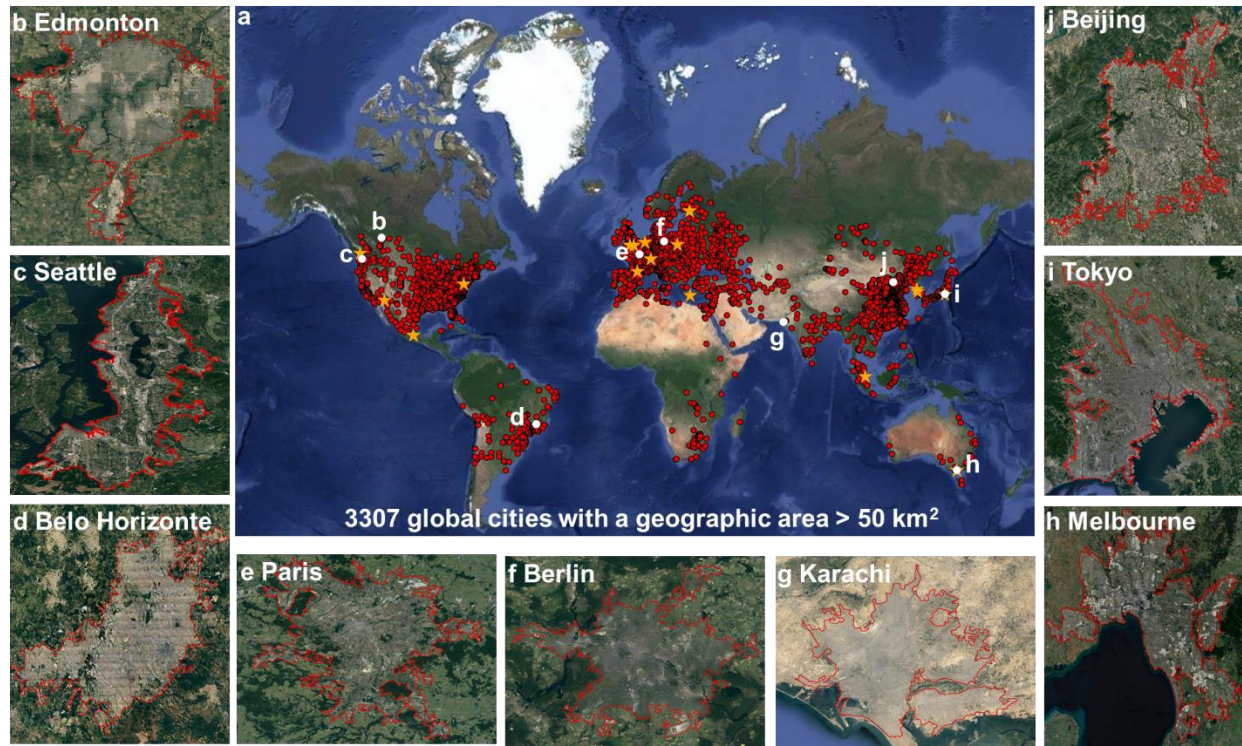 b Edmonton
a
j Beijing
c Seattle
b
c
f
e
j
i
g
d
h
i Tokyo
3307 global cities with a geographic area > 50 km²
d Belo Horizonte
h Melbourne
e Paris
f Berlin
g Karachi